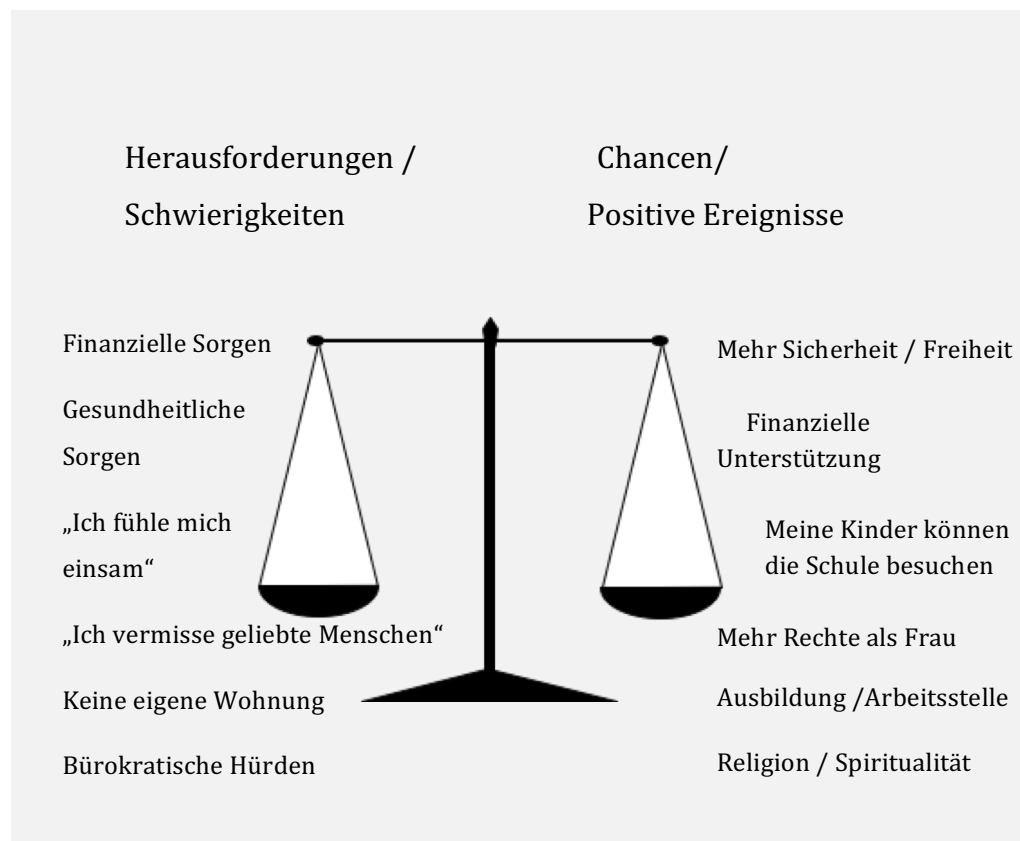 Herausforderungen /
Schwierigkeiten
Chancen/
Positive Ereignisse
Finanzielle Sorgen
Gesundheitliche
Sorgen
„Ich fühle mich
einsam“
„Ich vermisse geliebte Menschen“
Keine eigene Wohnung
Bürokratische Hürden
Mehr Sicherheit / Freiheit
Finanzielle
Unterstützung
Meine Kinder können
die Schule besuchen
Mehr Rechte als Frau
Ausbildung /Arbeitsstelle
Religion / Spiritualität